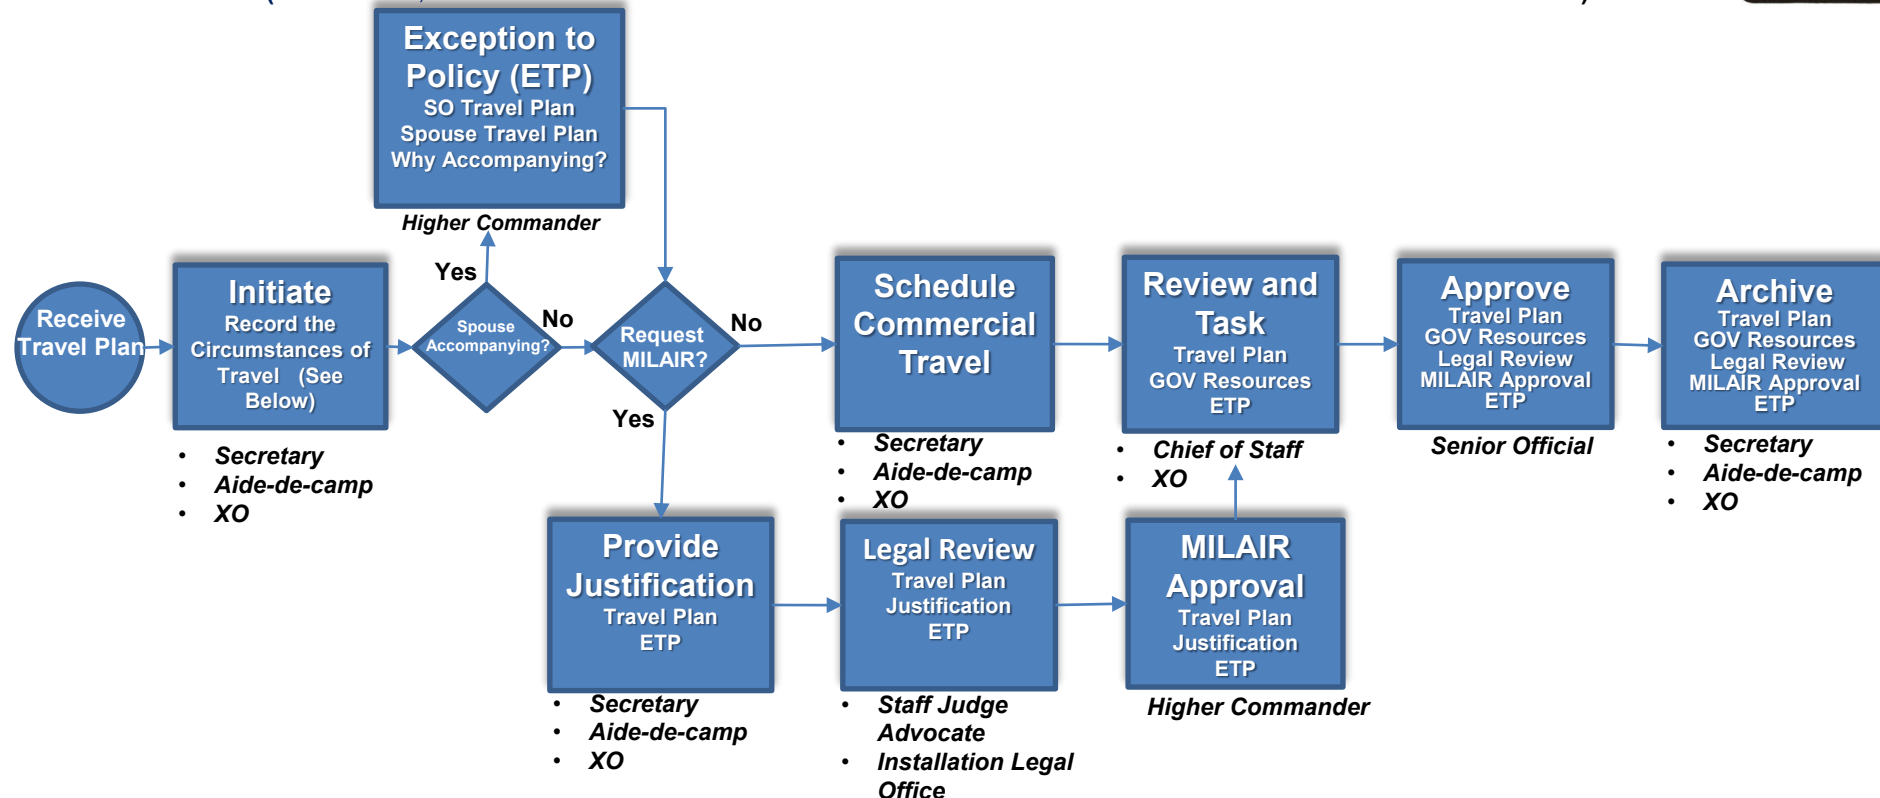 Exception to
Policy (ETP)
SO Travel Plan
Spouse Travel Plan
Why Accompanying?
Higher Commander
Receive
Travel Plan
Initiate
Record the
Circumstances of
Travel (See
Below)
• Secretary
• Aide-de-camp
• XO
Yes
Spouse
Accompanying?
No
Request
MILAIR?
No
Yes
Schedule
Commercial
Travel
• Secretary
• Aide-de-camp
• XO
Review and
Task
Travel Plan
GOV Resources
ETP
• Chief of Staff
• XO
Approve
Travel Plan
GOV Resources
Legal Review
MILAIR Approval
ETP
Senior Official
Archive
Travel Plan
GOV Resources
Legal Review
MILAIR Approval
ETP
• Secretary
• Aide-de-camp
• XO
Provide
Justification
Travel Plan
ETP
• Secretary
• Aide-de-camp
• XO
Legal Review
Travel Plan
Justification
ETP
• Staff Judge
Advocate
• Installation Legal
Office
MILAIR
Approval
Travel Plan
Justification
ETP
Higher Commander